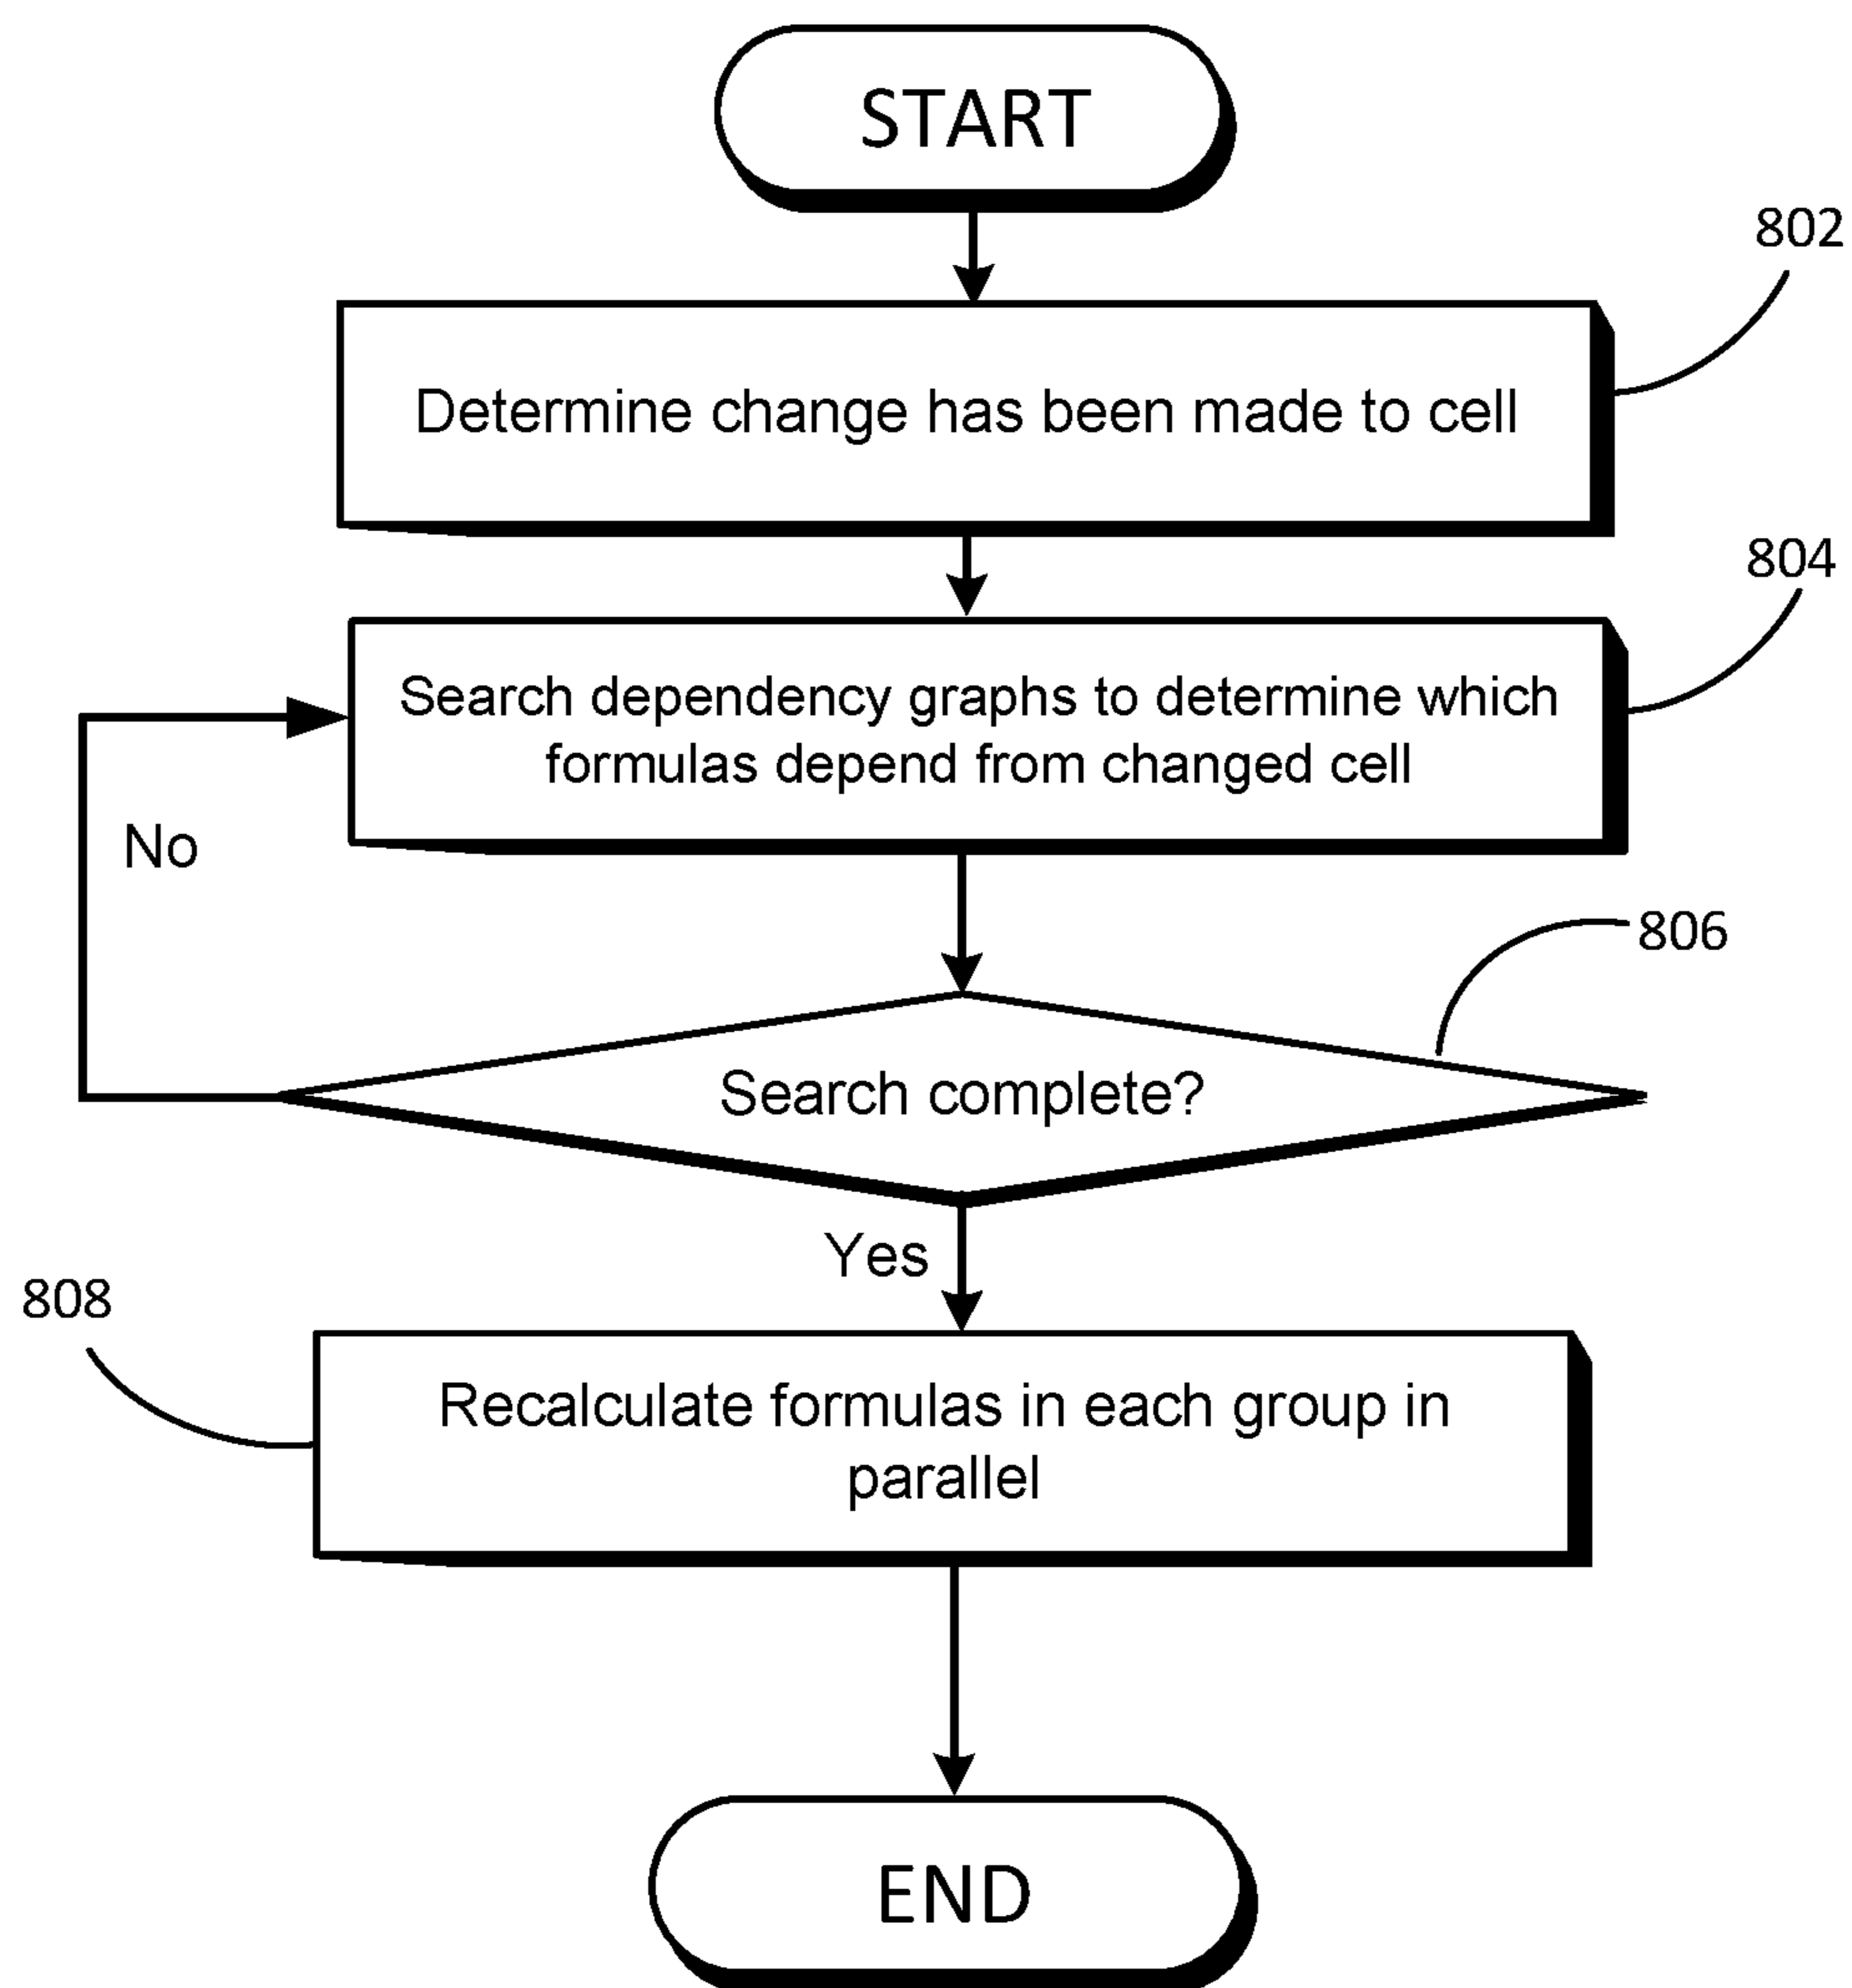 START
802
Determine change has been made to cell
804
Search dependency graphs to determine which
formulas depend from changed cell
No
806
Search complete?
Yes
808
Recalculate formulas in each group in
parallel
END